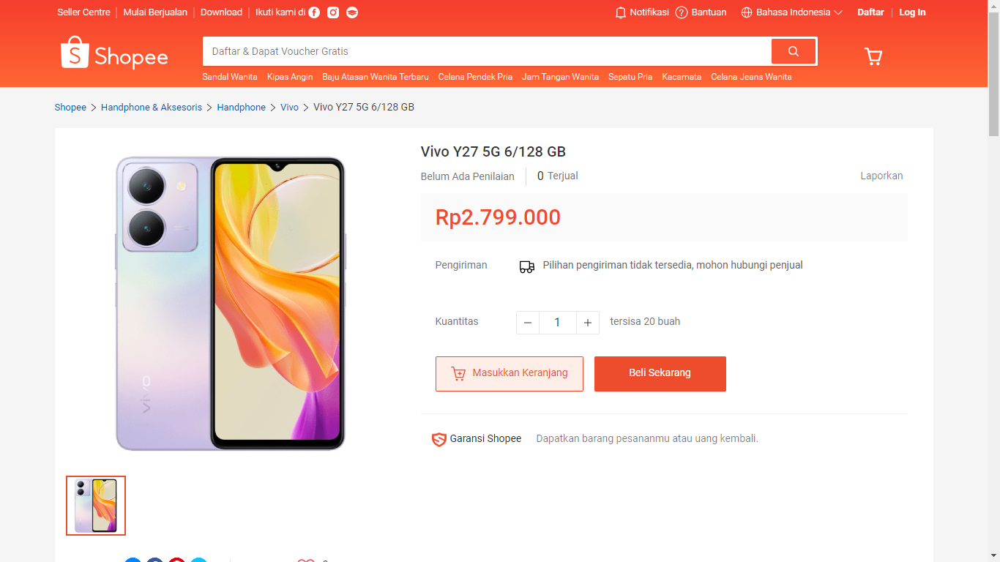 Seller Centre Mulai Berjualan Download Ikuti kami di Notifikasi Bantuan Bahasa Indonesia Daftar Log In
Shopee
Daftar & Dapat Voucher Gratis
Sandal Wanita Kipas Angin Baju Atasan Wanita Terbaru Celana Pendek Pria Jam Tangan Wanita Sepatu Pria Kacamata Celana Jeans Wanita
Shopee > Handphone & Aksesoris > Handphone > Vivo > Vivo Y27 5G 6/128 GB
Vivo Y27 5G 6/128 GB
Belum Ada Penilaian 0 Terjual Laporkan
Rp2.799.000
Pengiriman Pilihan pengiriman tidak tersedia, mohon hubungi penjual
Kuantitas 1 tersisa 20 buah
Masukkan Keranjang Beli Sekarang
Garansi Shopee Dapatkan barang pesananmu atau uang kembali.
vivo